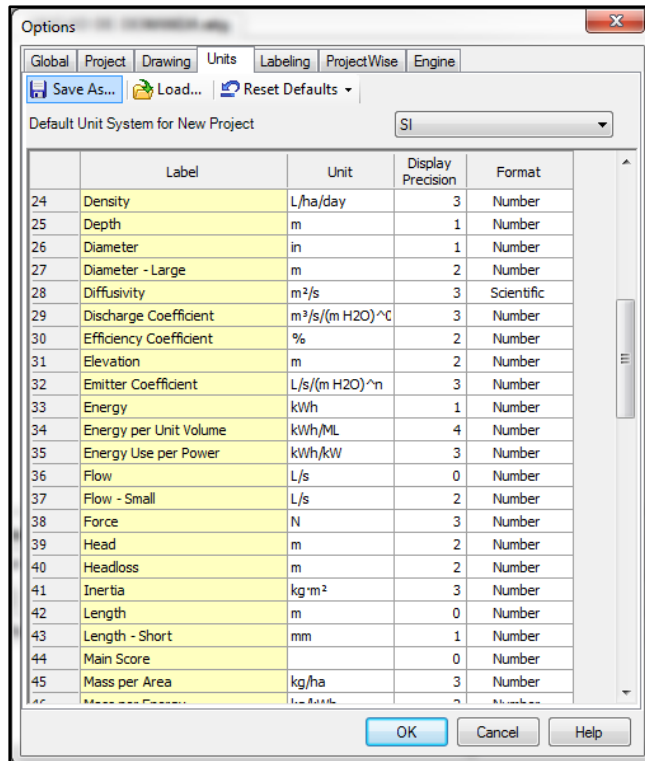 Options
Global Project Drawing Units Labeling ProjectWise Engine
Save As... Load... Reset Defaults
Default Unit System for New Project SI
Label Unit Display Precision Format
24 Density L/ha/day 3 Number
25 Depth m 1 Number
26 Diameter in 1 Number
27 Diameter - Large m 2 Number
28 Diffusivity m²/s 3 Scientific
29 Discharge Coefficient m³/s/(m H2O)^0 3 Number
30 Efficiency Coefficient % 2 Number
31 Elevation m 2 Number
32 Emitter Coefficient L/s/(m H2O)^n 3 Number
33 Energy kWh 1 Number
34 Energy per Unit Volume kWh/ML 4 Number
35 Energy Use per Power kWh/kW 3 Number
36 Flow L/s 0 Number
37 Flow - Small L/s 2 Number
38 Force N 3 Number
39 Head m 2 Number
40 Headloss m 2 Number
41 Inertia kg·m² 3 Number
42 Length m 0 Number
43 Length - Short mm 1 Number
44 Main Score 0 Number
45 Mass per Area kg/ha 3 Number
OK Cancel Help